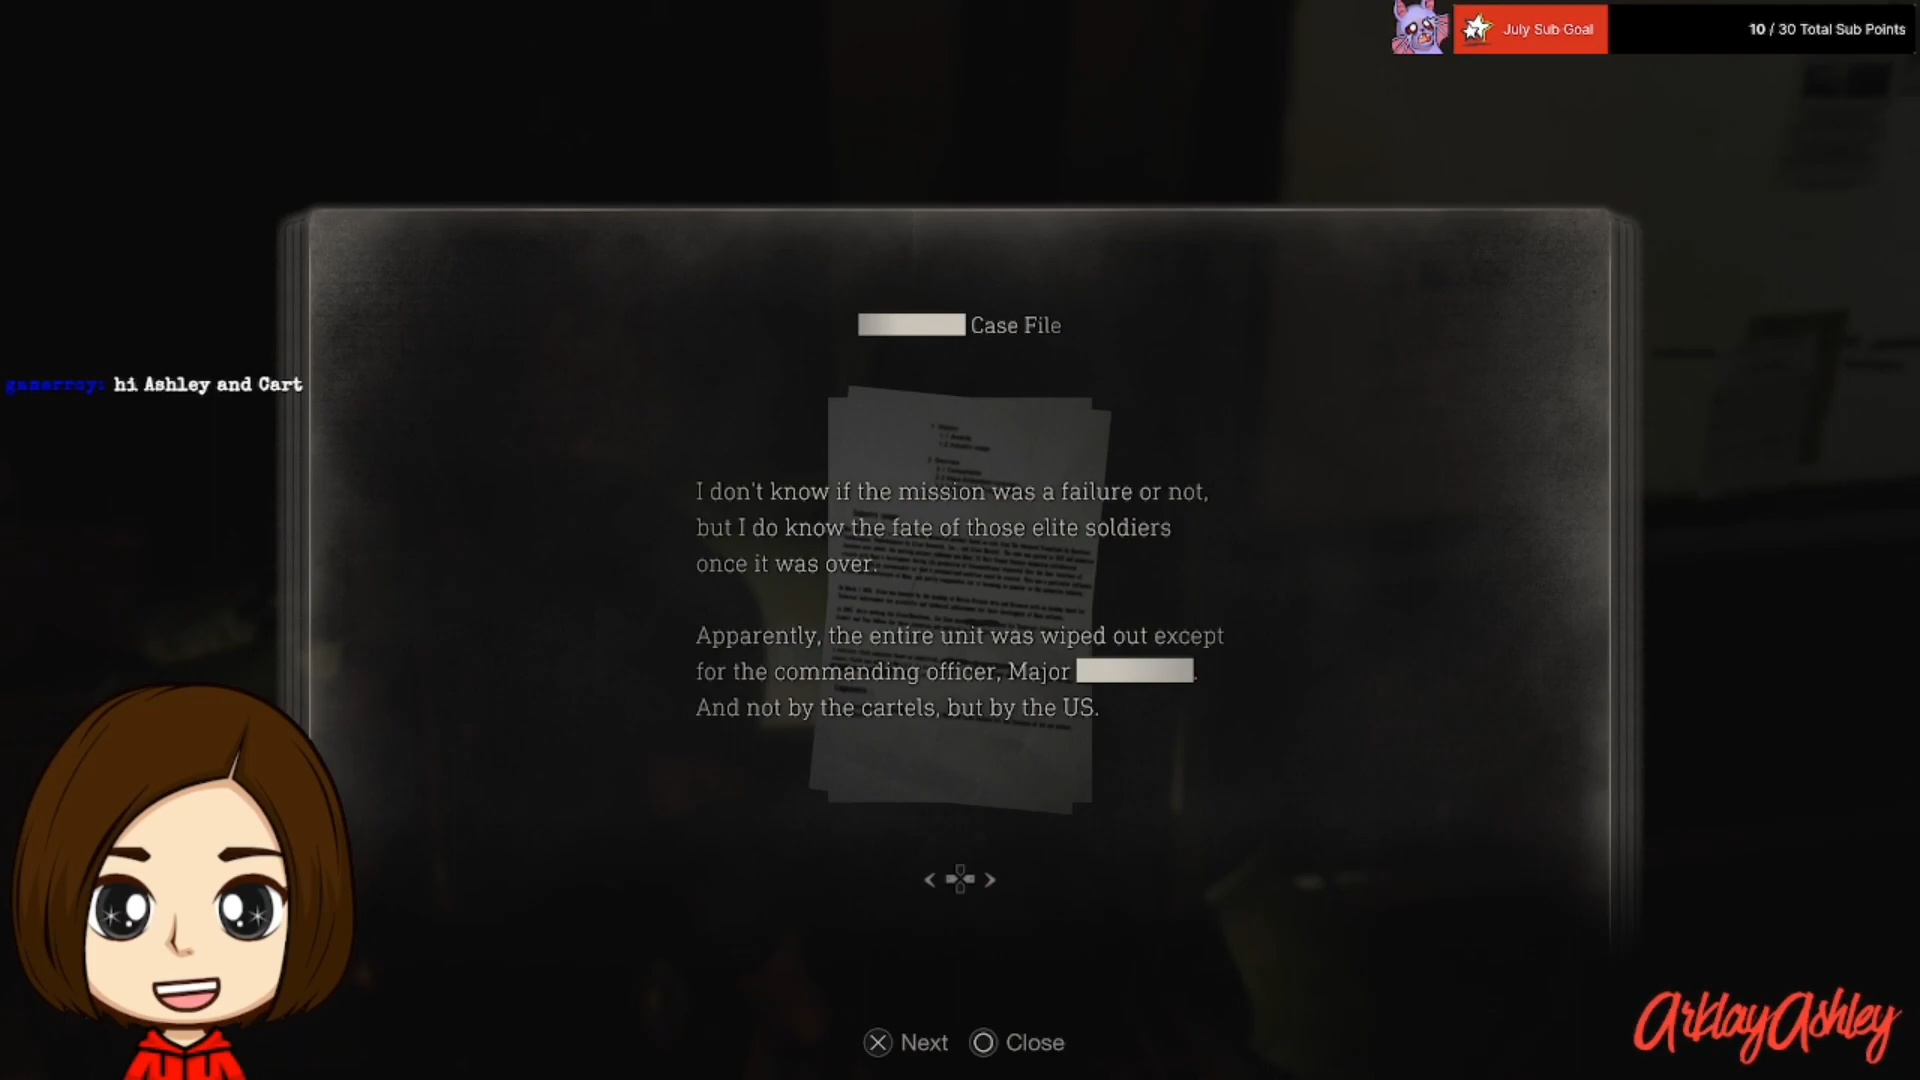 July Sub Goal
10 / 30 Total Sub Points
Case File
gamerroy: hi Ashley and Cart
I don't know if the mission was a failure or not,
but I do know the fate of those elite soldiers
once it was over.
Apparently, the entire unit was wiped out except
for the commanding officer, Major .
And not by the cartels, but by the US.
Next
Close
ArklayAshley